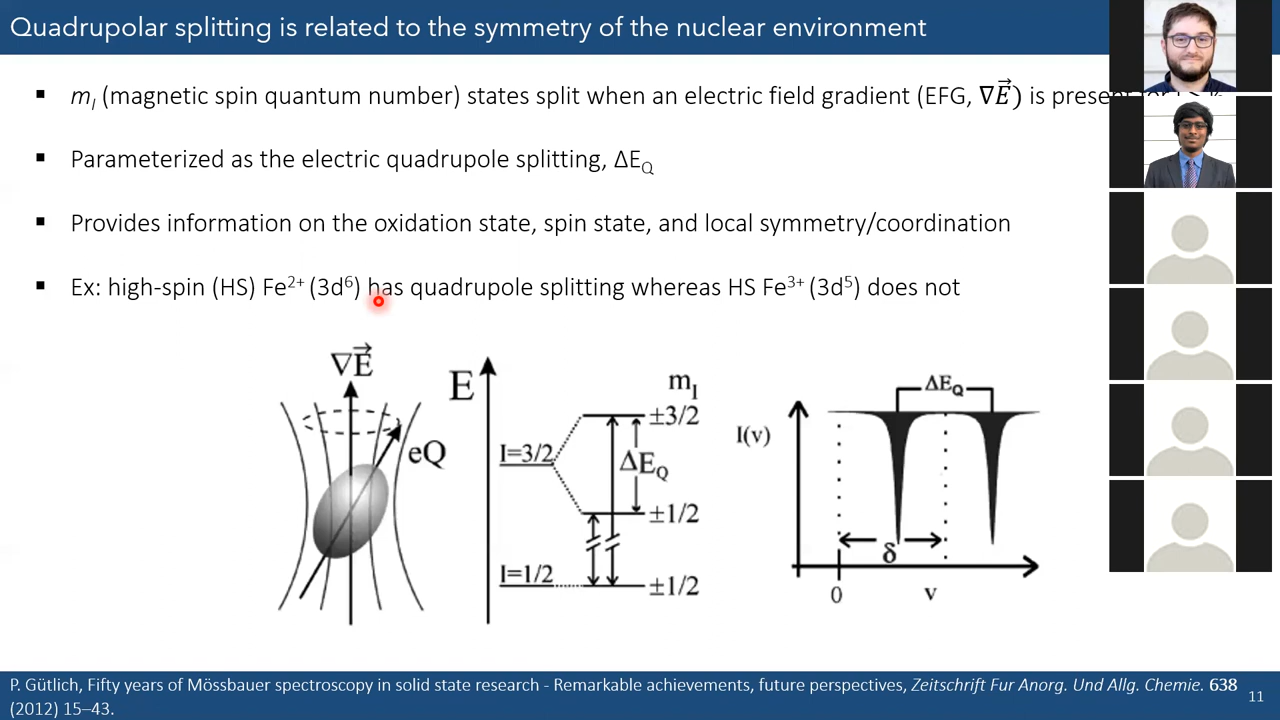 Quadrupolar splitting is related to the symmetry of the nuclear environment
▪ mI (magnetic spin quantum number) states split when an electric field gradient (EFG, ∇E⃗) is present
▪ Parameterized as the electric quadrupole splitting, ΔEQ
▪ Provides information on the oxidation state, spin state, and local symmetry/coordination
▪ Ex: high-spin (HS) Fe2+ (3d6) has quadrupole splitting whereas HS Fe3+ (3d5) does not
∇E⃗
eQ
E
mI
I=3/2
±3/2
ΔEQ
±1/2
I=1/2
±1/2
ΔEQ
I(v)
δ
0
v
P. Gütlich, Fifty years of Mössbauer spectroscopy in solid state research - Remarkable achievements, future perspectives, Zeitschrift Fur Anorg. Und Allg. Chemie. 638
(2012) 15–43.
11